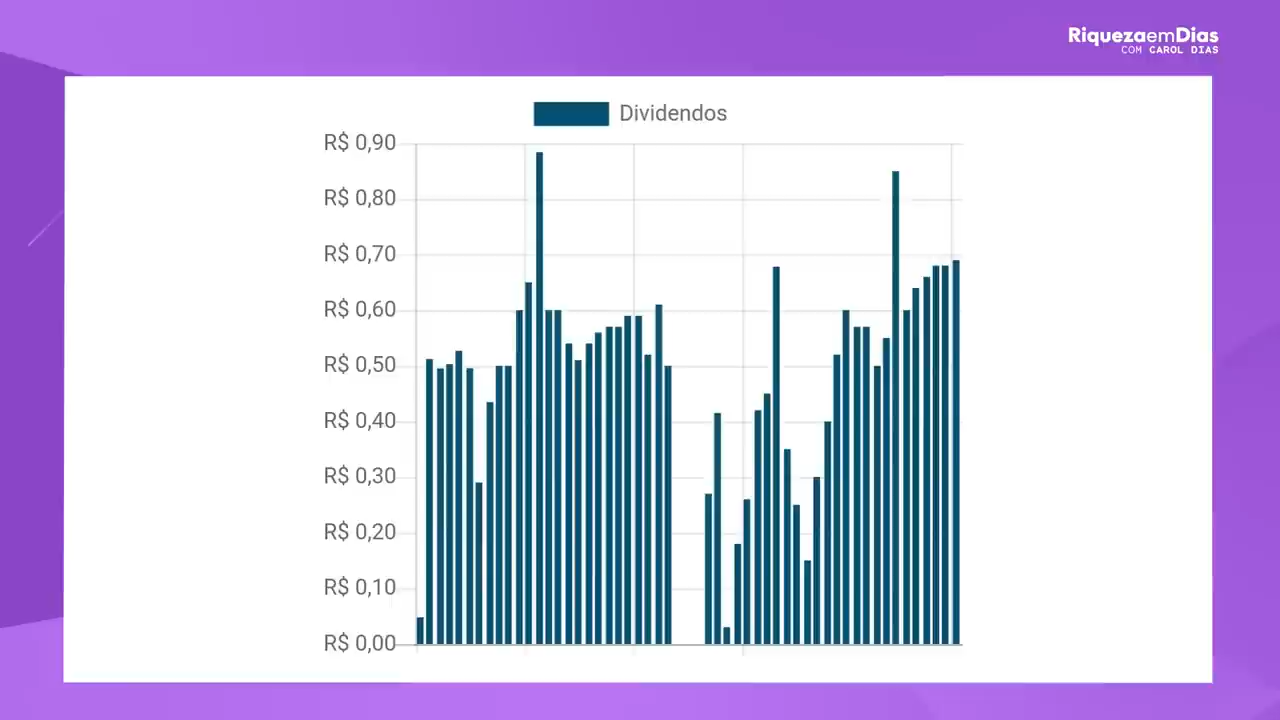 RiquezaemDias
COM CAROL DIAS
Dividendos
R$ 0,90
R$ 0,80
R$ 0,70
R$ 0,60
R$ 0,50
R$ 0,40
R$ 0,30
R$ 0,20
R$ 0,10
R$ 0,00